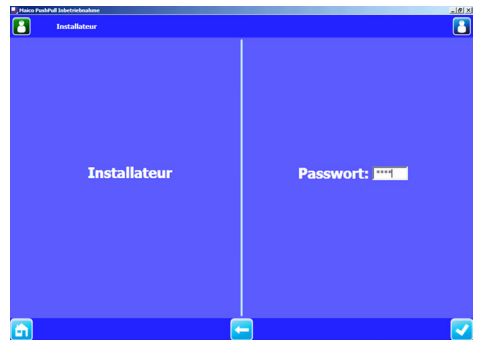 Maico PushPull Inbetriebnahme
Installateur
Installateur
Passwort: ****